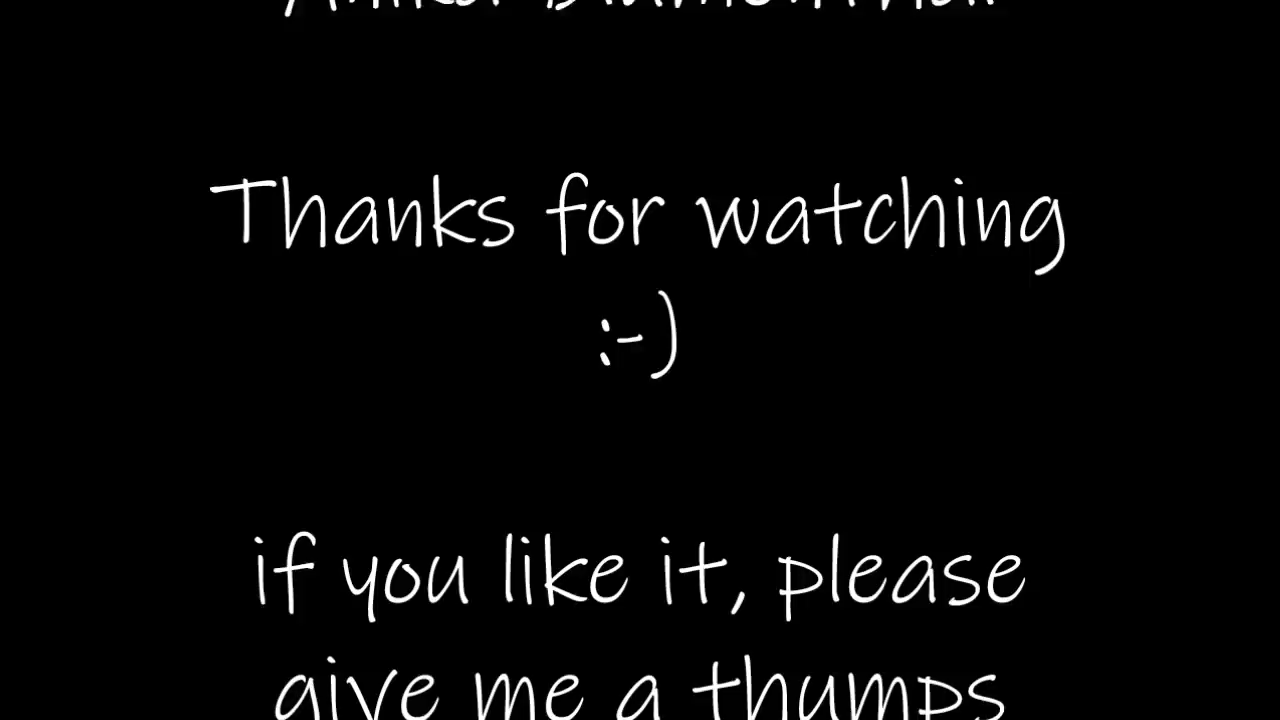 Thanks for watching
:-)
if you like it, please
give me a thumps